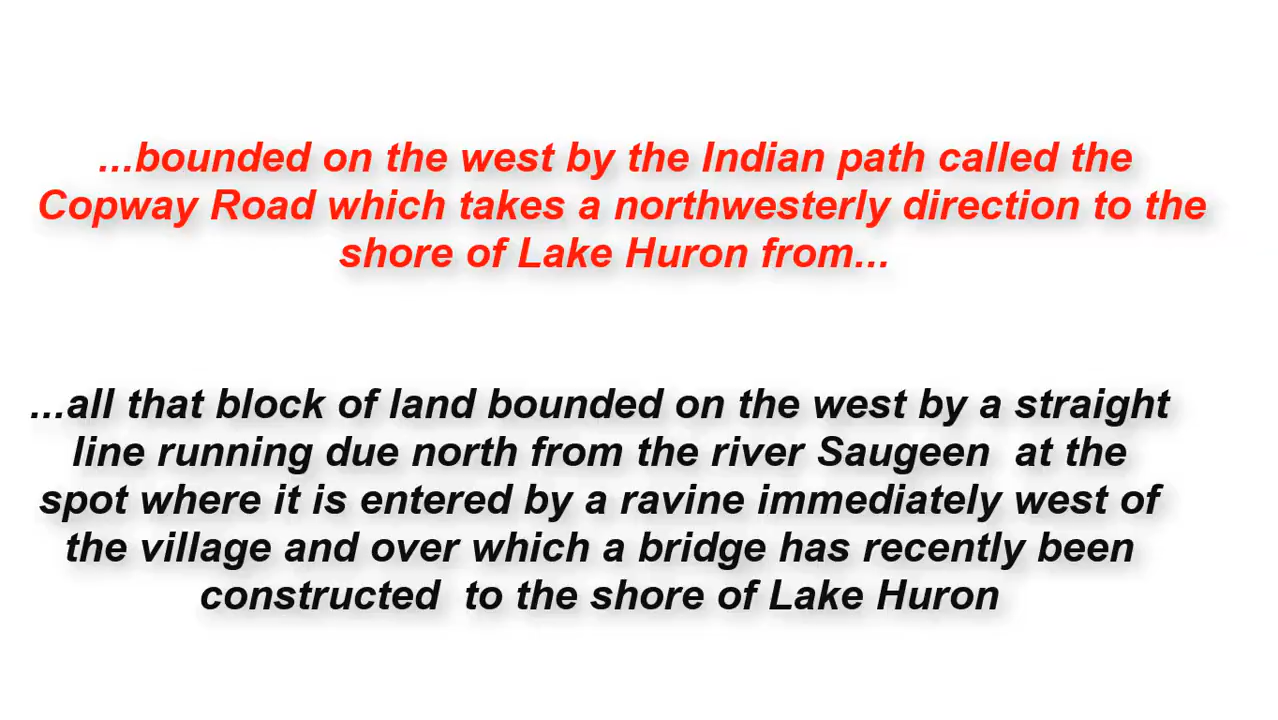 ...bounded on the west by the Indian path called the
Copway Road which takes a northwesterly direction to the
shore of Lake Huron from...
...all that block of land bounded on the west by a straight
line running due north from the river Saugeen  at the
spot where it is entered by a ravine immediately west of
the village and over which a bridge has recently been
constructed  to the shore of Lake Huron